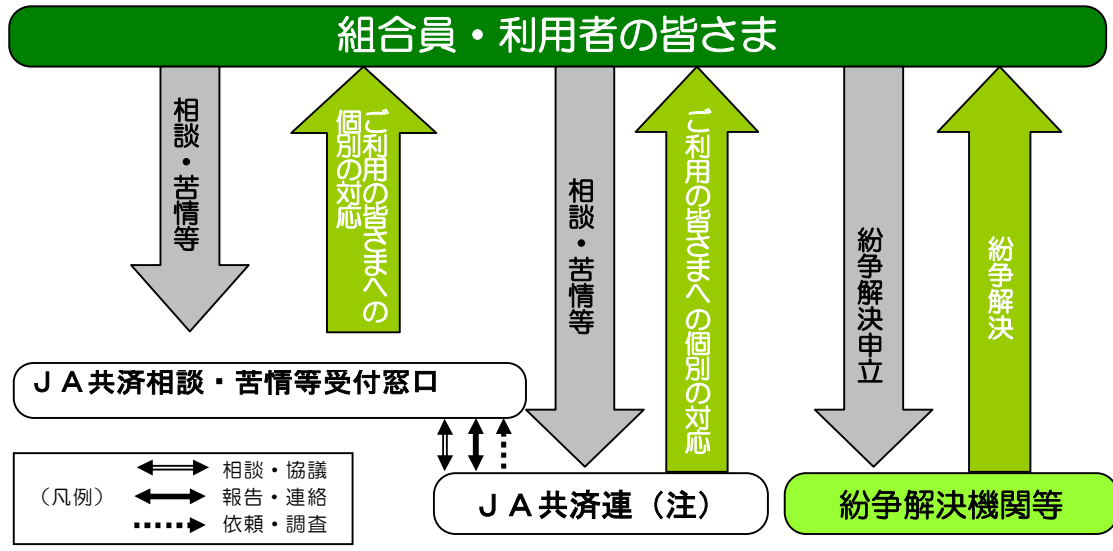 組合員・利用者の皆さま
相談・苦情等
ご利用の皆さまへの
個別の対応
相談・苦情等
ご利用の皆さまへの個別の対応
紛争解決申立
紛争解決
ＪＡ共済相談・苦情等受付窓口
（凡例）
相談・協議
報告・連絡
依頼・調査
ＪＡ共済連（注）
紛争解決機関等